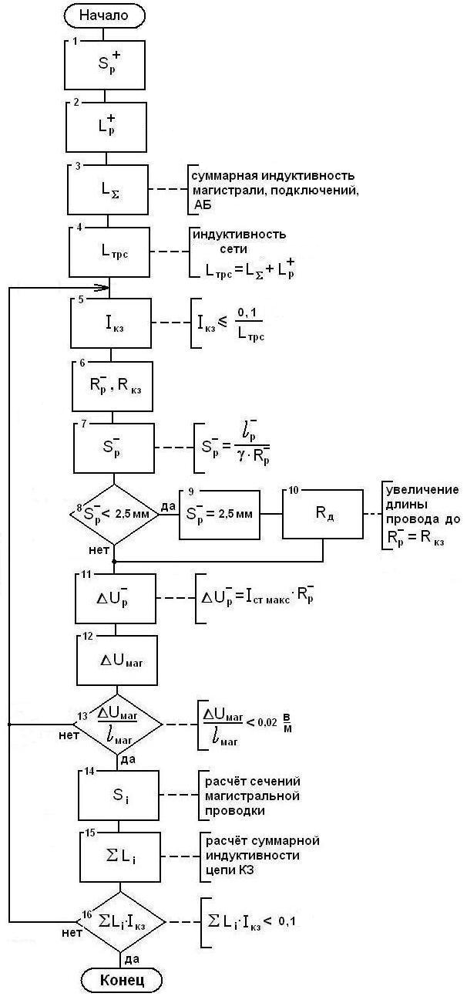 Начало
1
S_р^+
2
L_р^+
3
L_Σ
суммарная индуктивность
магистрали, подключений,
АБ
4
L_трс
индуктивность
сети
L_трс = L_Σ + L_р^+
5
I_кз
I_кз ≤ 0,1 / L_трс
6
R_р^-, R_кз
7
S_р^-
S_р^- = l_р^- / γ·R_р^-
8 S_р^- < 2,5 мм
да
нет
9
S_р^- = 2,5 мм
10
R_д
увеличение
длины
провода до
R_р^- = R_кз
11
ΔU_р^-
ΔU_р^- = I_ст макс · R_р^-
12
ΔU_маг
13 ΔU_маг / l_маг
нет
да
ΔU_маг / l_маг < 0,02 в/м
14
S_i
расчёт сечений
магистральной
проводки
15
ΣL_i
расчёт суммарной
индуктивности
цепи КЗ
16 ΣL_i·I_кз
нет
да
ΣL_i·I_кз < 0,1
Конец